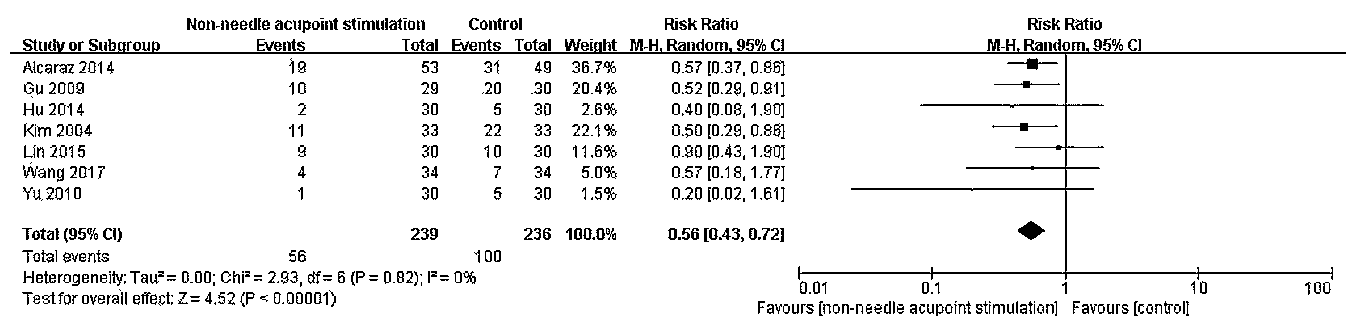 Non-needle acupoint stimulation Control Risk Ratio Risk Ratio
Study or Subgroup Events Total Events Total Weight M-H, Random, 95% CI M-H, Random, 95% CI
Alcaraz 2014 19 53 31 49 36.7% 0.57 [0.37, 0.86]
Gu 2009 10 29 20 30 20.4% 0.52 [0.29, 0.91]
Hu 2014 2 30 5 30 2.6% 0.40 [0.08, 1.90]
Kim 2004 11 33 22 33 22.1% 0.50 [0.29, 0.86]
Lin 2015 9 30 10 30 11.6% 0.90 [0.43, 1.90]
Wang 2017 4 34 7 34 5.0% 0.57 [0.18, 1.77]
Yu 2010 1 30 5 30 1.5% 0.20 [0.02, 1.61]
Total (95% CI) 239 236 100.0% 0.56 [0.43, 0.72]
Total events 56 100
Heterogeneity: Tau² = 0.00; Chi² = 2.93, df = 6 (P = 0.82); I² = 0%
Test for overall effect: Z = 4.52 (P < 0.00001)
0.01 0.1 1 10 100
Favours [non-needle acupoint stimulation] Favours [control]